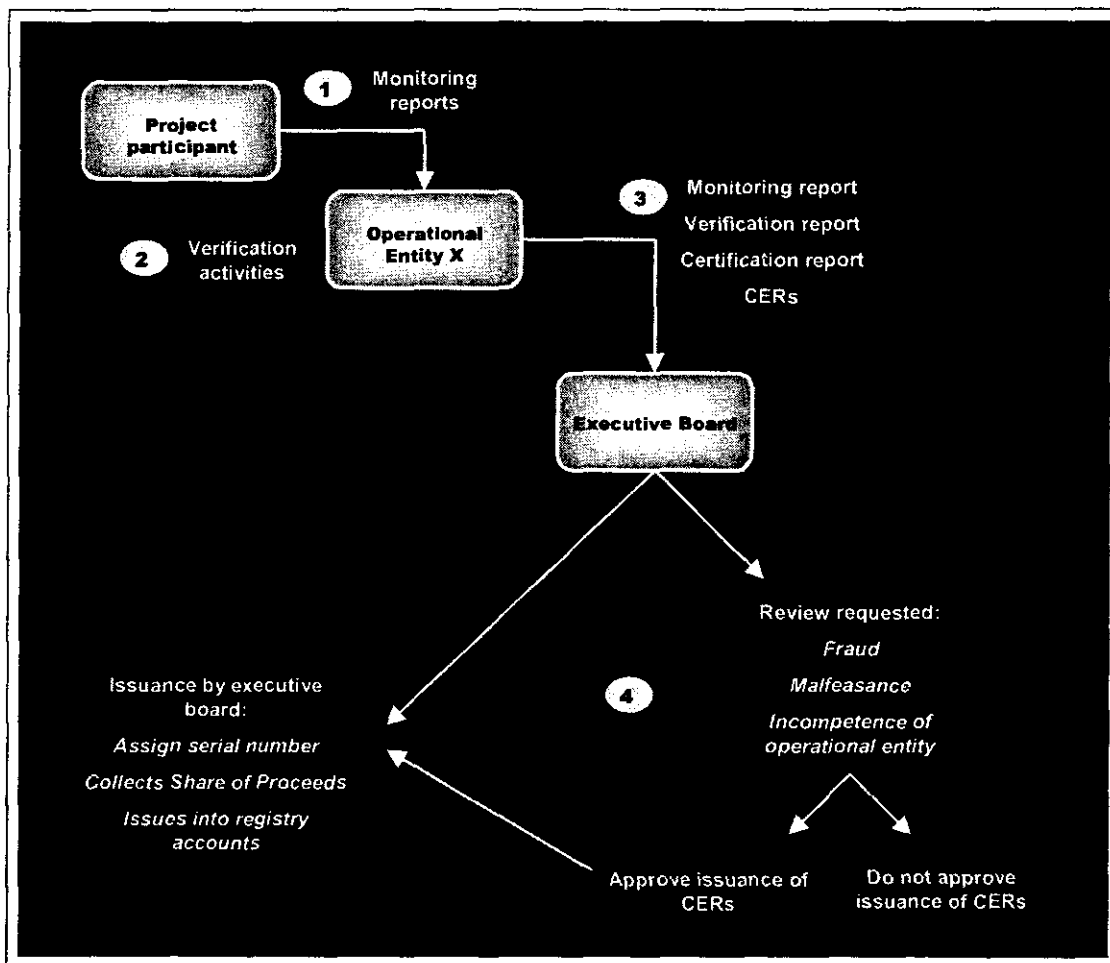 1
Monitoring
reports
Project
participant
2
Verification
activities
Operational
Entity X
3
Monitoring report
Verification report
Certification report
CERs
Executive Board
Review requested:
Fraud
Malfeasance
Incompetence of
operational entity
4
Issuance by executive
board:
Assign serial number
Collects Share of Proceeds
Issues into registry
accounts
Approve issuance of
CERs
Do not approve
issuance of CERs